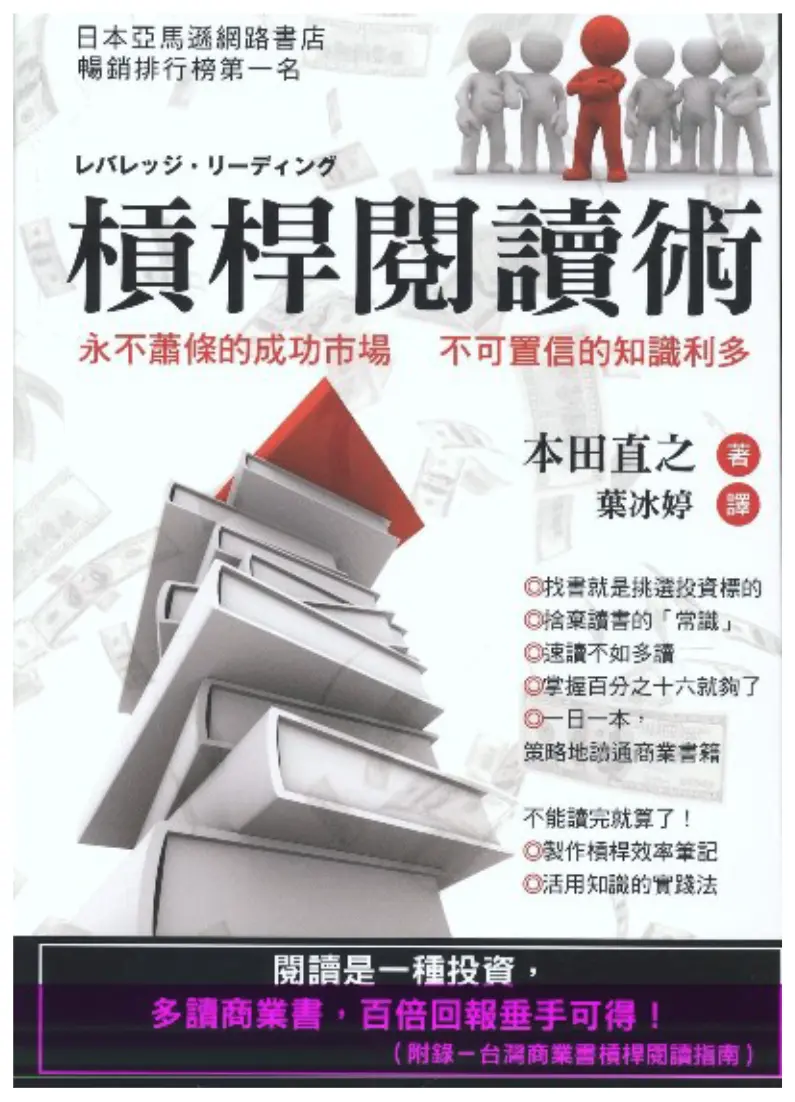 日本亞馬遜網路書店
暢銷排行榜第一名
レバレッジ・リーディング
槓桿閱讀術
永不蕭條的成功市場 不可置信的知識利多
本田直之 著
葉冰婷 譯
◎找書就是挑選投資標的
◎捨棄讀書的「常識」
◎速讀不如多讀
◎掌握百分之十六就夠了
◎一日一本，
策略地讀通商業書籍
不能讀完就算了！
◎製作槓桿效率筆記
◎活用知識的實踐法
閱讀是一種投資，
多讀商業書，百倍回報垂手可得！
（附錄－台灣商業書槓桿閱讀指南）